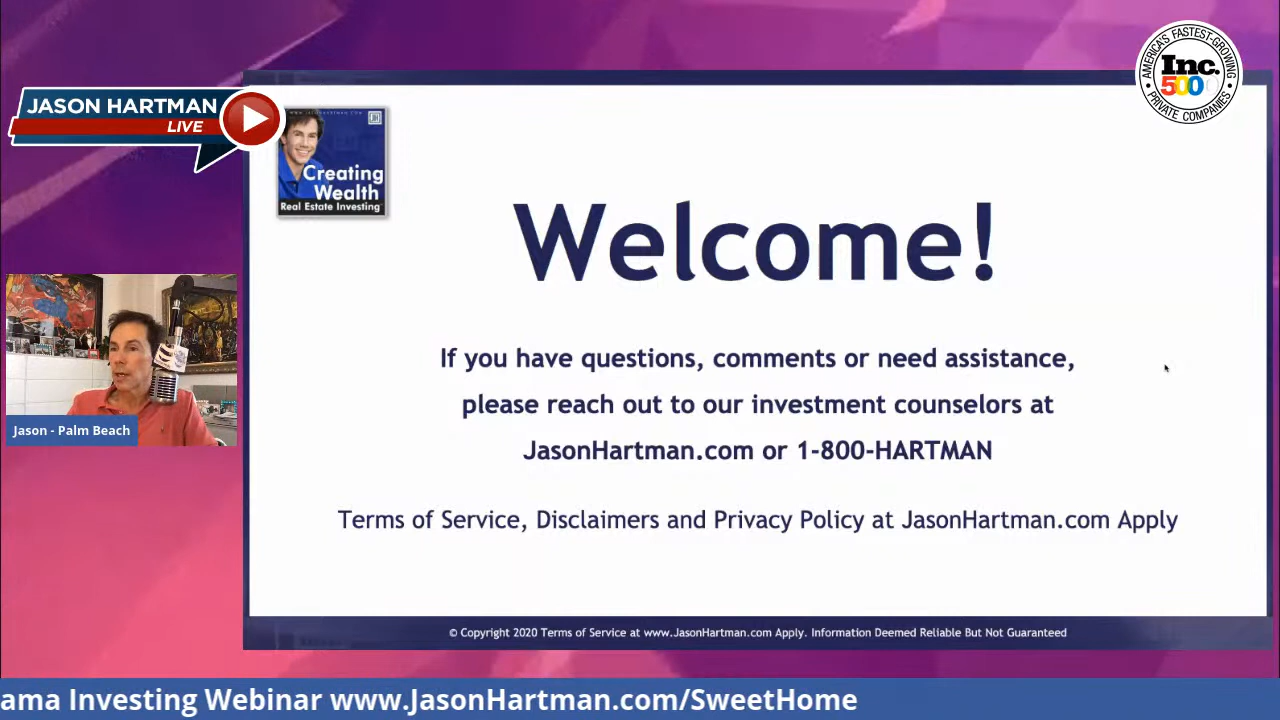 AMERICA'S FASTEST-GROWING
Inc.
500
PRIVATE COMPANIES
JASON HARTMAN
LIVE
WWW.JASONHARTMAN.COM
Creating
Wealth
Real Estate Investing
Welcome!
If you have questions, comments or need assistance,
please reach out to our investment counselors at
JasonHartman.com or 1-800-HARTMAN
Terms of Service, Disclaimers and Privacy Policy at JasonHartman.com Apply
Jason - Palm Beach
© Copyright 2020 Terms of Service at www.JasonHartman.com Apply. Information Deemed Reliable But Not Guaranteed
ama Investing Webinar www.JasonHartman.com/SweetHome